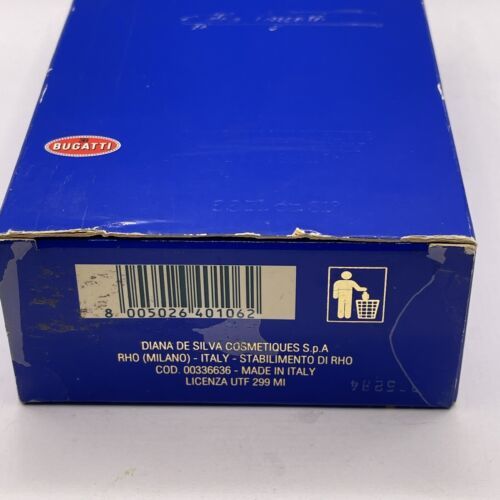 BUGATTI
8 005026 401062
DIANA DE SILVA COSMETIQUES S.p.A
RHO (MILANO) - ITALY - STABILIMENTO DI RHO
COD. 00336636 - MADE IN ITALY
LICENZA UTF 299 MI